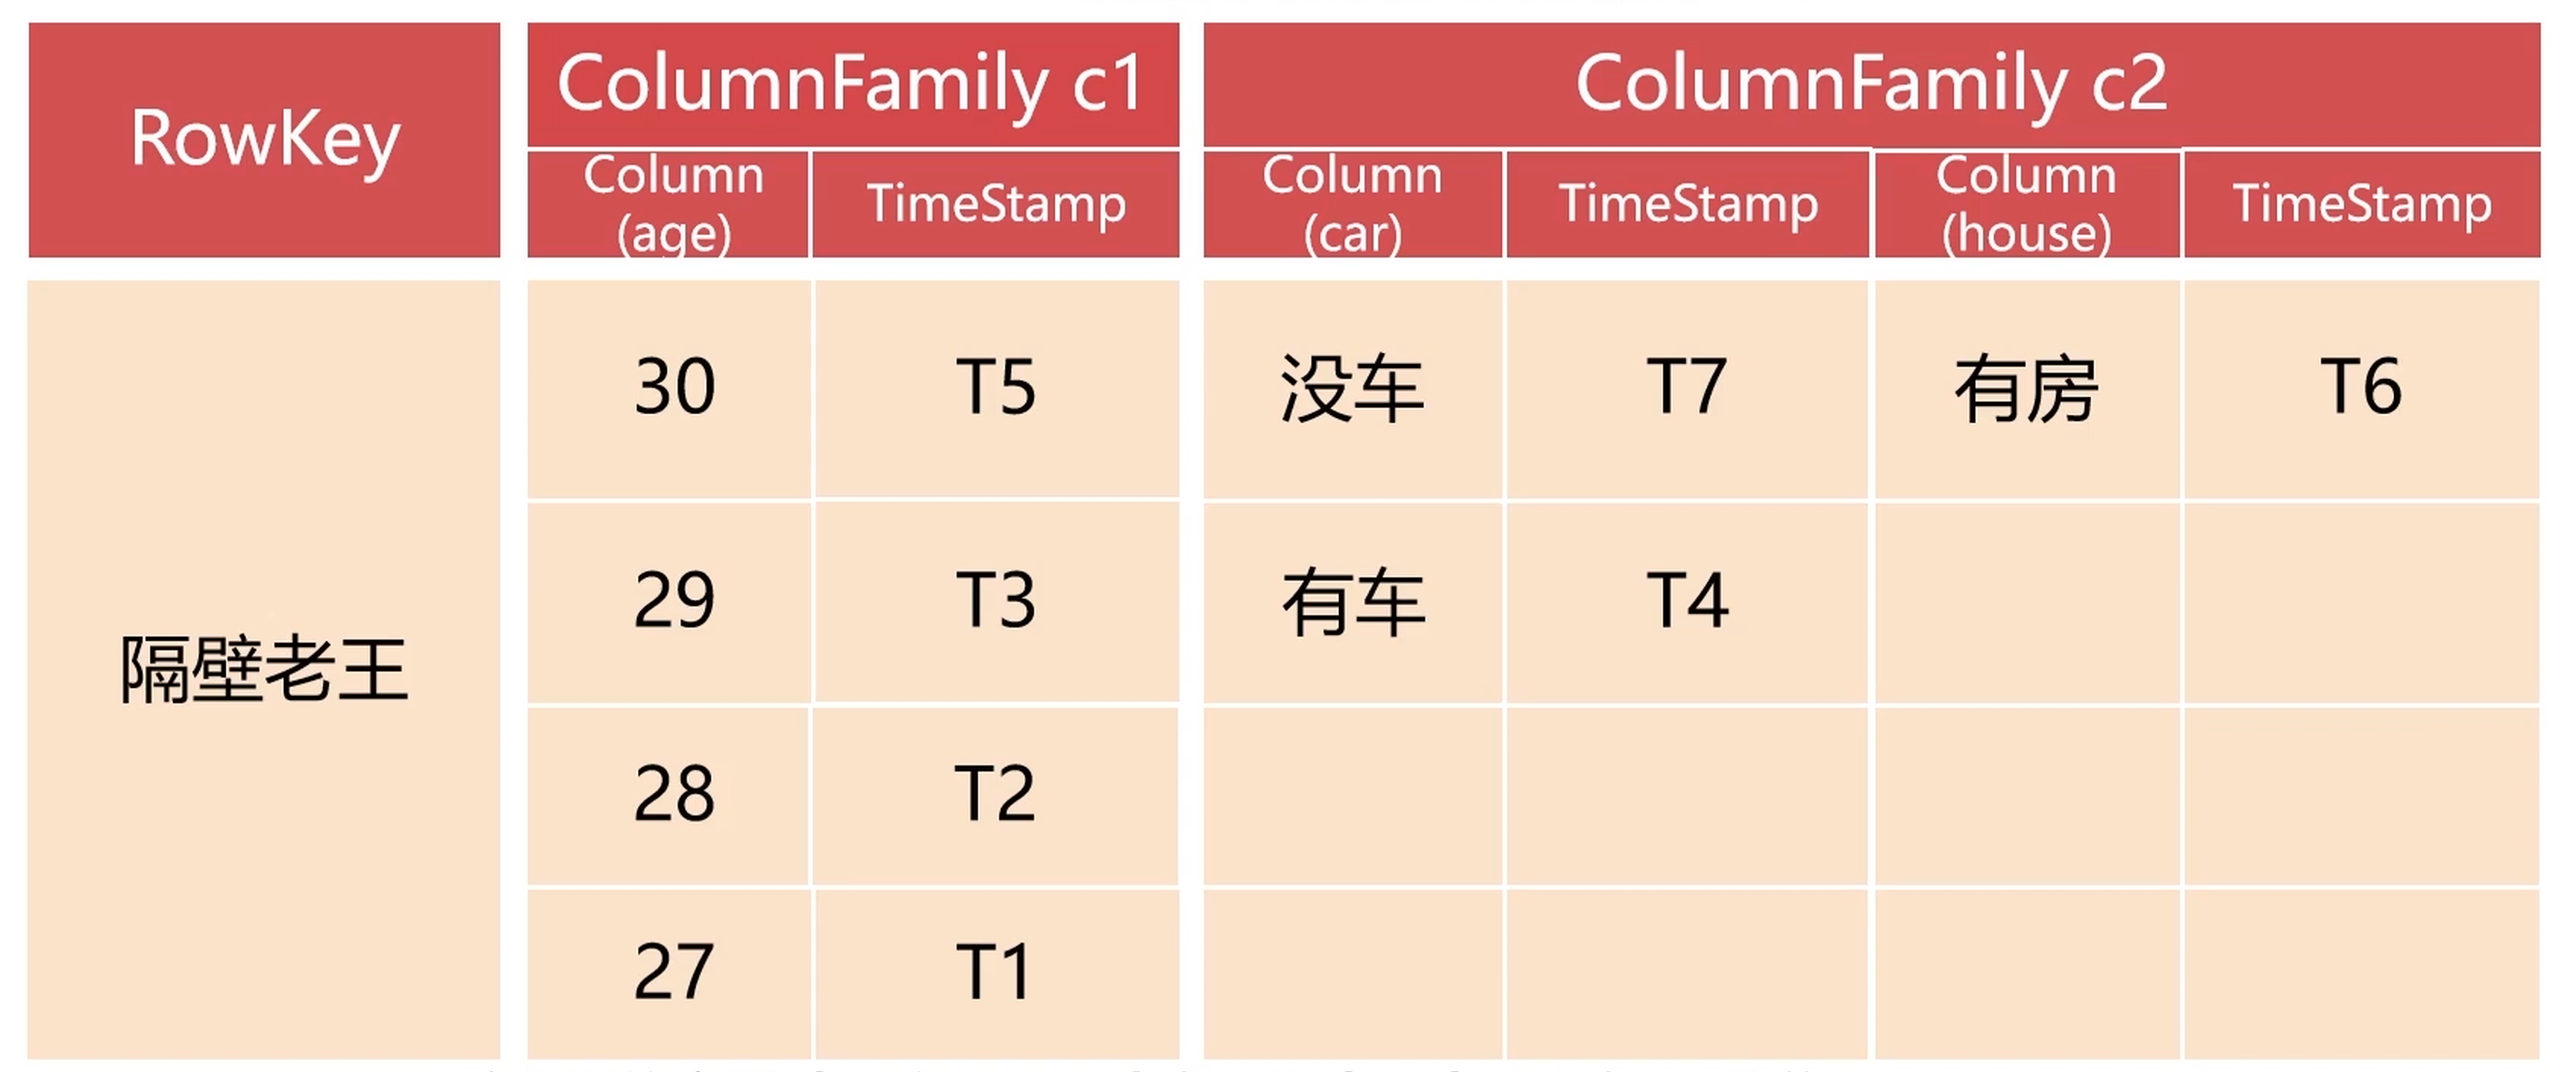 RowKey
ColumnFamily c1
ColumnFamily c2
Column
(age)
TimeStamp
Column
(car)
TimeStamp
Column
(house)
TimeStamp
隔壁老王
30
T5
没车
T7
有房
T6
29
T3
有车
T4
28
T2
27
T1